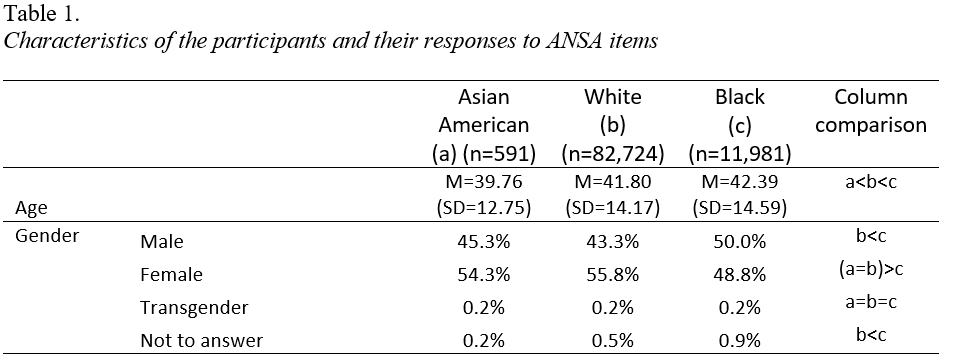 Table 1.
Characteristics of the participants and their responses to ANSA items
Asian White Black Column
American (b) (c) comparison
(a) (n=591) (n=82,724) (n=11,981)
M=39.76 M=41.80 M=42.39 a<b<c
Age (SD=12.75) (SD=14.17) (SD=14.59)
Gender Male 45.3% 43.3% 50.0% b<c
Female 54.3% 55.8% 48.8% (a=b)>c
Transgender 0.2% 0.2% 0.2% a=b=c
Not to answer 0.2% 0.5% 0.9% b<c